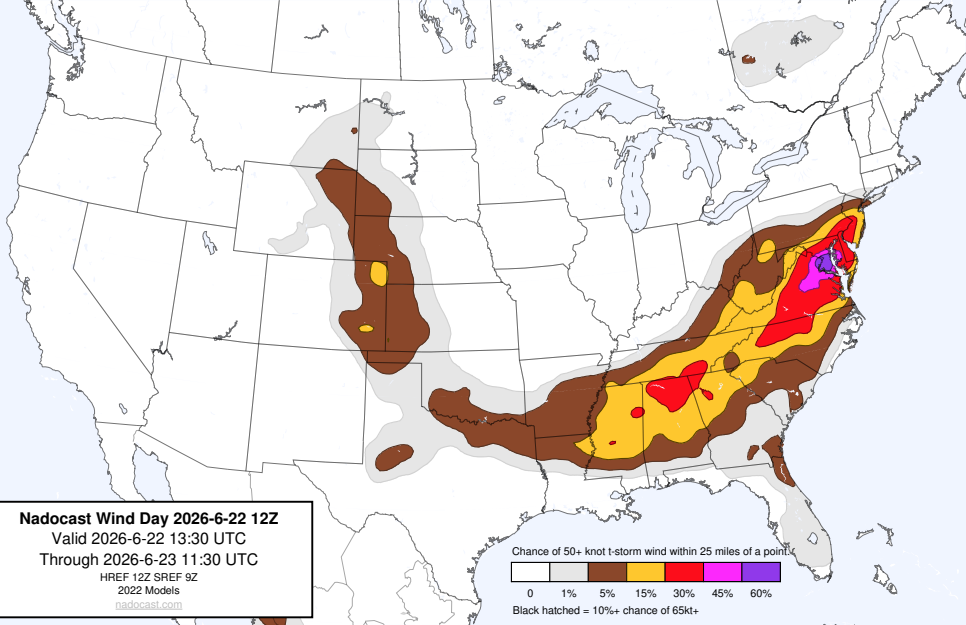 Nadocast Wind Day 2026-6-22 12Z
Valid 2026-6-22 13:30 UTC
Through 2026-6-23 11:30 UTC
HREF 12Z SREF 9Z
2022 Models
nadocast.com
Chance of 50+ knot t-storm wind within 25 miles of a point.
0 1% 5% 15% 30% 45% 60%
Black hatched = 10%+ chance of 65kt+